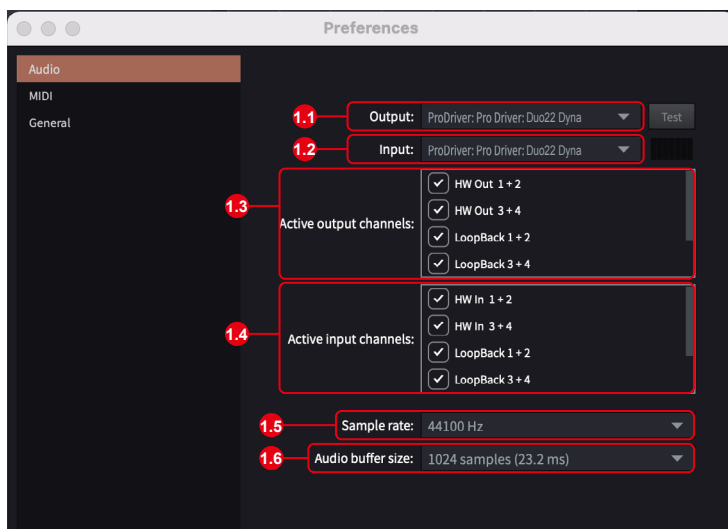 Preferences
Audio
MIDI
General
1.1 Output: ProDriver: Pro Driver: Duo22 Dyna Test
1.2 Input: ProDriver: Pro Driver: Duo22 Dyna
1.3 Active output channels:
HW Out 1 + 2
HW Out 3 + 4
LoopBack 1 + 2
LoopBack 3 + 4
1.4 Active input channels:
HW In 1 + 2
HW In 3 + 4
LoopBack 1 + 2
LoopBack 3 + 4
1.5 Sample rate: 44100 Hz
1.6 Audio buffer size: 1024 samples (23.2 ms)